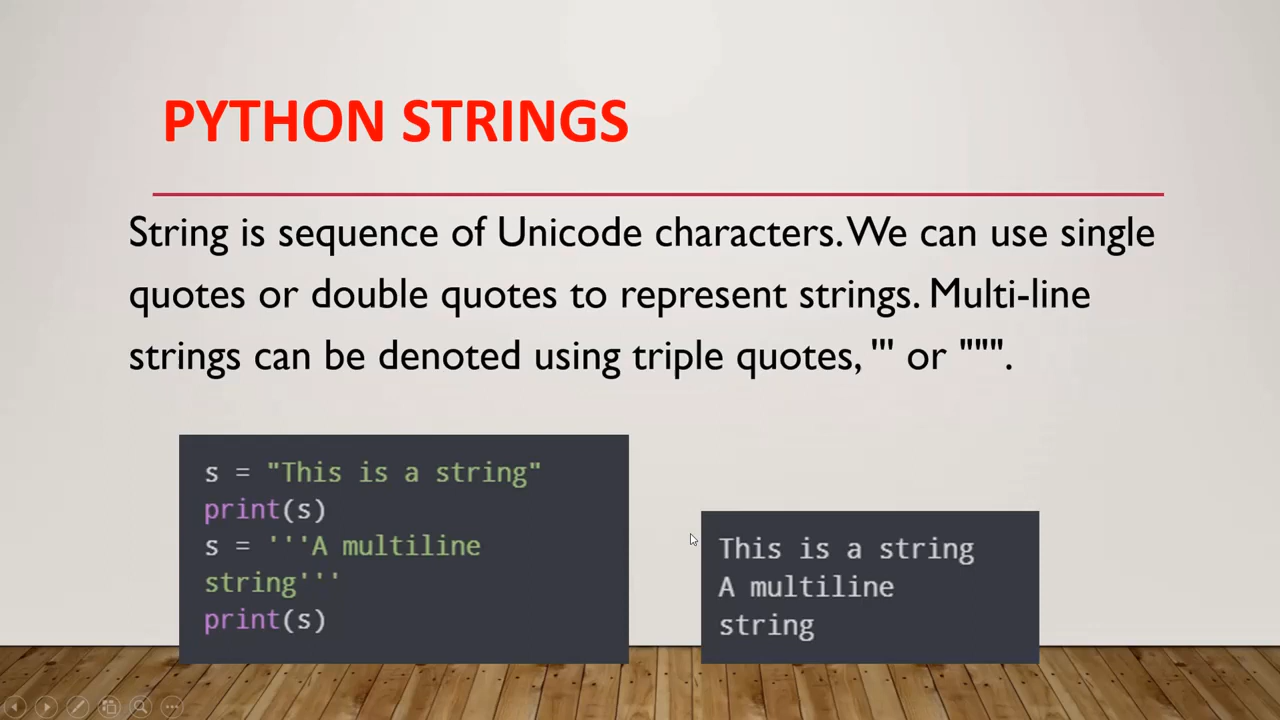 PYTHON STRINGS
String is sequence of Unicode characters. We can use single
quotes or double quotes to represent strings. Multi-line
strings can be denoted using triple quotes, ''' or """.
s = "This is a string"
print(s)
s = '''A multiline
string'''
print(s)
This is a string
A multiline
string